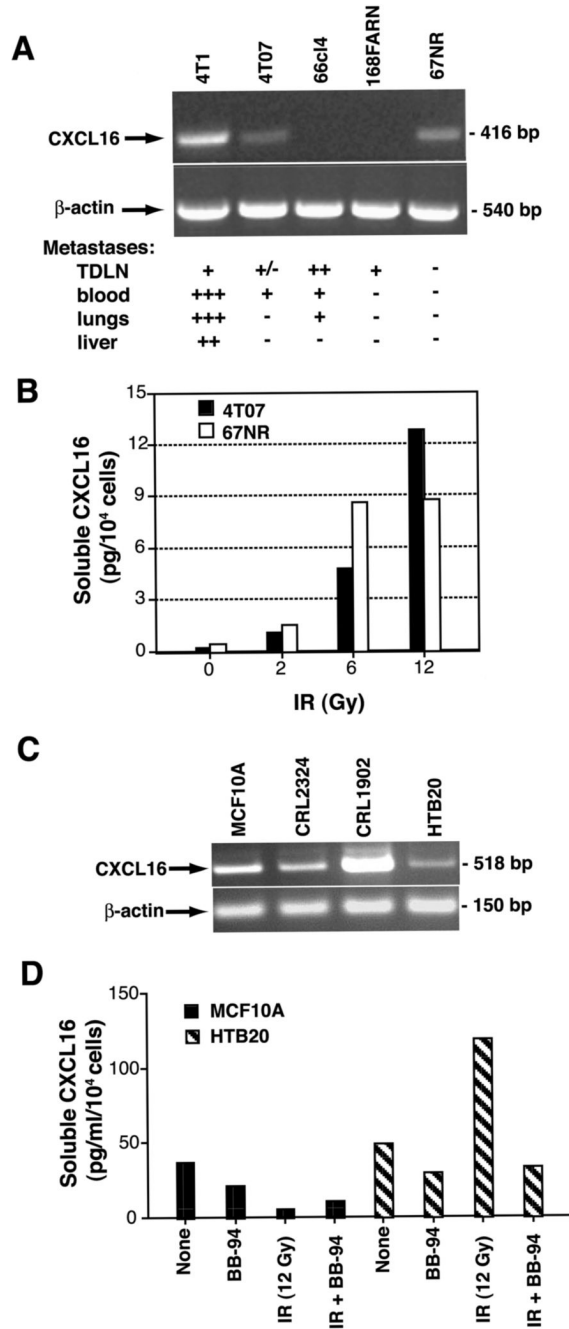 A
4T1 4T07 66cl4 168FARN 67NR
CXCL16 - 416 bp
β-actin - 540 bp
Metastases:
TDLN + +/- ++ + -
blood +++ + + - -
lungs +++ - + - -
liver ++ - - - -
B
15
12
9
6
3
0
4T07
67NR
Soluble CXCL16
(pg/10⁴ cells)
0 2 6 12
IR (Gy)
C
MCF10A CRL2324 CRL1902 HTB20
CXCL16 - 518 bp
β-actin - 150 bp
D
150
100
50
0
MCF10A
HTB20
Soluble CXCL16
(pg/ml/10⁴ cells)
None BB-94 IR (12 Gy) IR + BB-94 None BB-94 IR (12 Gy) IR + BB-94